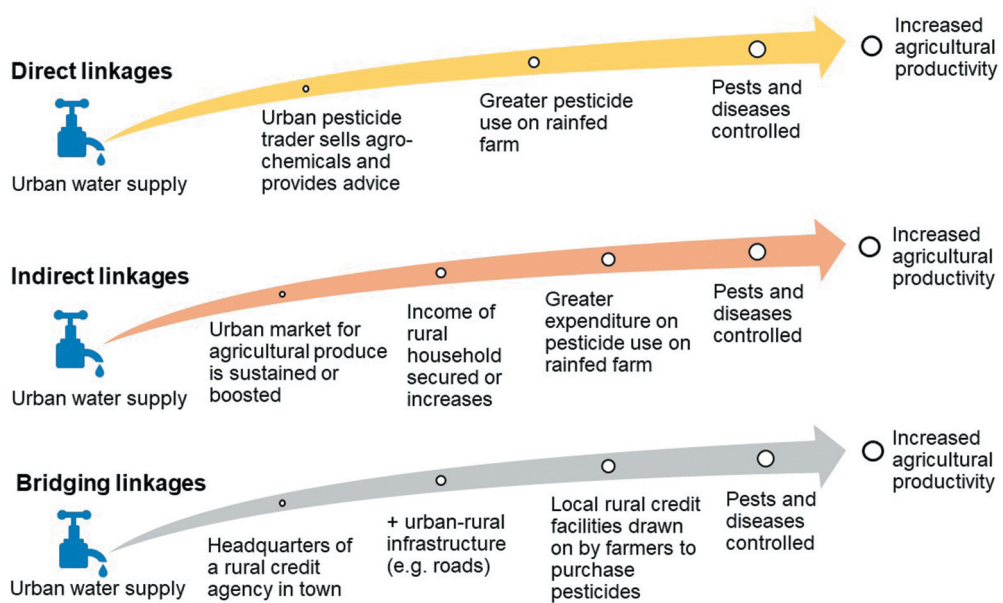 Direct linkages
Urban water supply
Urban pesticide
trader sells agro-
chemicals and
provides advice
Greater pesticide
use on rainfed
farm
Pests and
diseases
controlled
Increased
agricultural
productivity
Indirect linkages
Urban water supply
Urban market for
agricultural produce
is sustained or
boosted
Income of
rural
household
secured or
increases
Greater
expenditure on
pesticide use on
rainfed farm
Pests and
diseases
controlled
Increased
agricultural
productivity
Bridging linkages
Urban water supply
Headquarters of
a rural credit
agency in town
+ urban-rural
infrastructure
(e.g. roads)
Local rural credit
facilities drawn
on by farmers to
purchase
pesticides
Pests and
diseases
controlled
Increased
agricultural
productivity